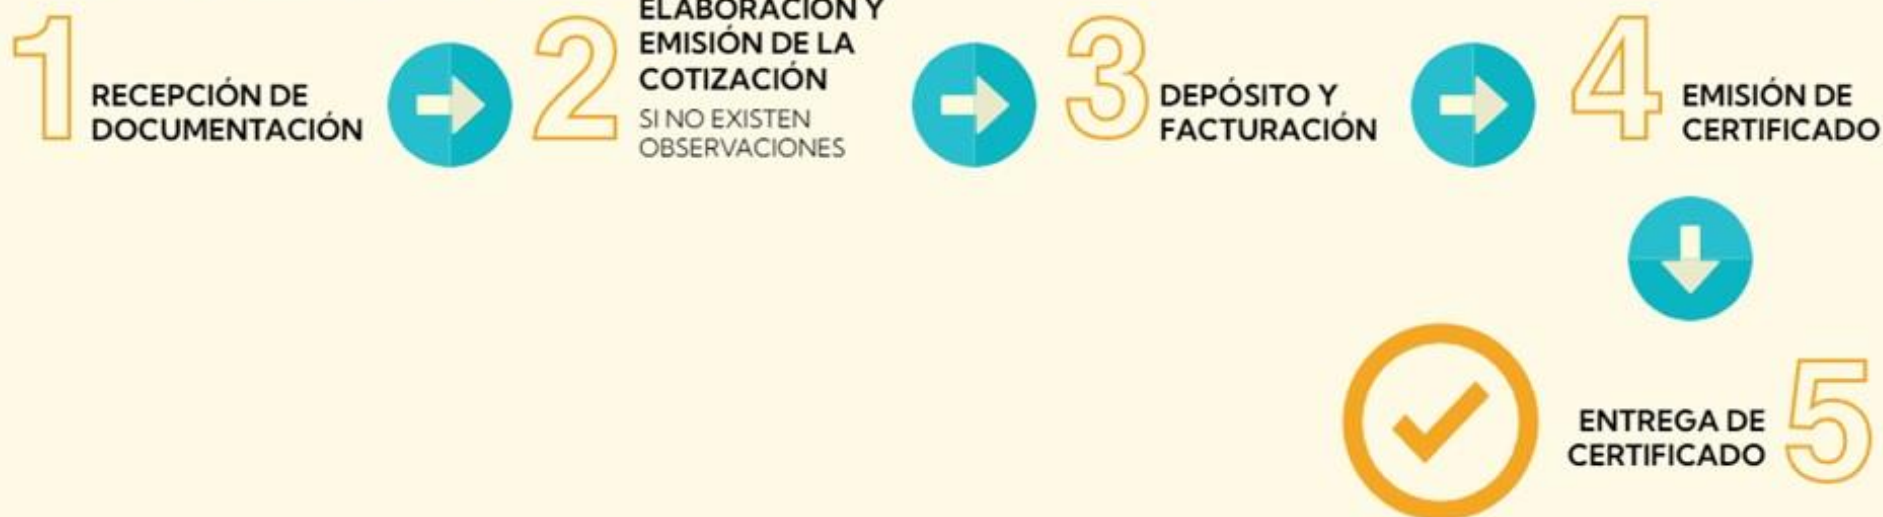 1
RECEPCIÓN DE
DOCUMENTACIÓN
2
ELABORACIÓN Y
EMISIÓN DE LA
COTIZACIÓN
SI NO EXISTEN
OBSERVACIONES
3
DEPÓSITO Y
FACTURACIÓN
4
EMISIÓN DE
CERTIFICADO
ENTREGA DE
CERTIFICADO
5